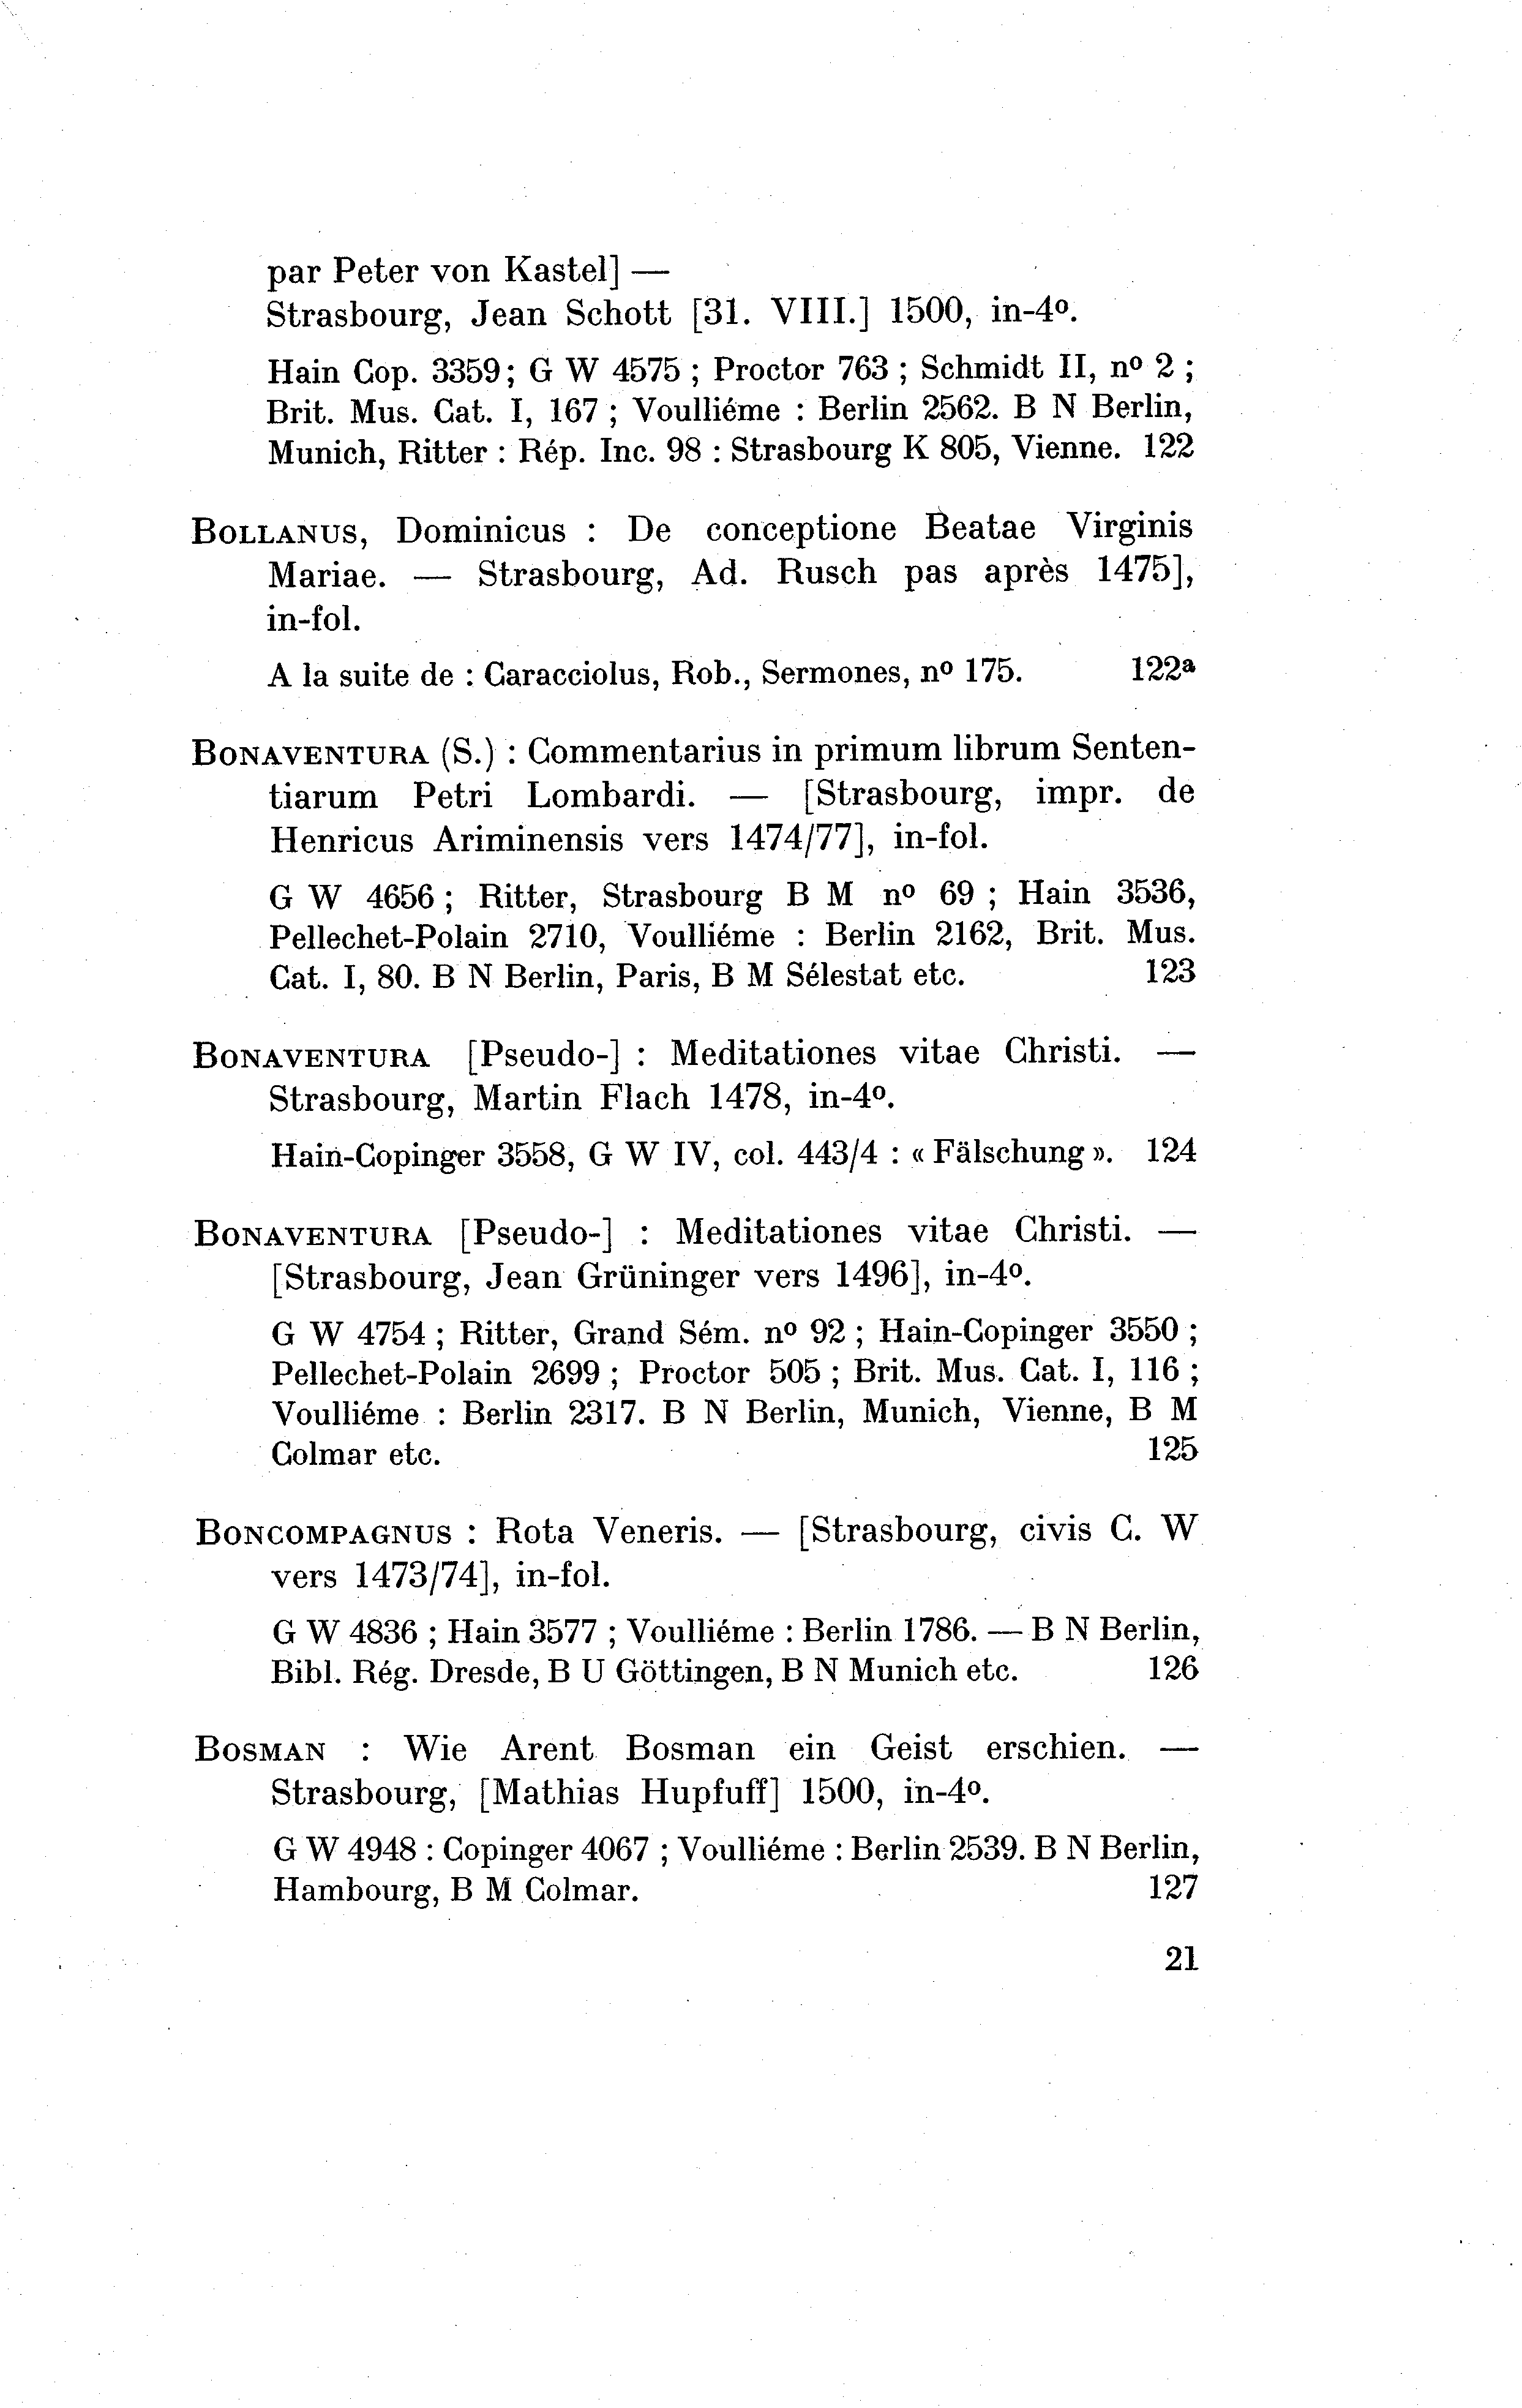 par Peter von Kastel] —
Strasbourg, Jean Schott [31. VIII.] 1500, in-4º.
Hain Cop. 3359; G W 4575 ; Proctor 763 ; Schmidt II, nº 2 ;
Brit. Mus. Cat. I, 167 ; Voulliéme : Berlin 2562. B N Berlin,
Munich, Ritter : Rép. Inc. 98 : Strasbourg K 805, Vienne. 122
BOLLANUS, Dominicus : De conceptione Beatae Virginis
Mariae. — Strasbourg, Ad. Rusch pas après 1475],
in-fol.
A la suite de : Caracciolus, Rob., Sermones, nº 175. 122ª
BONAVENTURA (S.) : Commentarius in primum librum Senten-
tiarum Petri Lombardi. — [Strasbourg, impr. de
Henricus Ariminensis vers 1474/77], in-fol.
G W 4656 ; Ritter, Strasbourg B M nº 69 ; Hain 3536,
Pellechet-Polain 2710, Voulliéme : Berlin 2162, Brit. Mus.
Cat. I, 80. B N Berlin, Paris, B M Sélestat etc. 123
BONAVENTURA [Pseudo-] : Meditationes vitae Christi. —
Strasbourg, Martin Flach 1478, in-4º.
Hain-Copinger 3558, G W IV, col. 443/4 : « Fälschung ». 124
BONAVENTURA [Pseudo-] : Meditationes vitae Christi. —
[Strasbourg, Jean Grüninger vers 1496], in-4º.
G W 4754 ; Ritter, Grand Sém. nº 92 ; Hain-Copinger 3550 ;
Pellechet-Polain 2699 ; Proctor 505 ; Brit. Mus. Cat. I, 116 ;
Voulliéme : Berlin 2317. B N Berlin, Munich, Vienne, B M
Colmar etc. 125
BONCOMPAGNUS : Rota Veneris. — [Strasbourg, civis C. W
vers 1473/74], in-fol.
G W 4836 ; Hain 3577 ; Voulliéme : Berlin 1786. — B N Berlin,
Bibl. Rég. Dresde, B U Göttingen, B N Munich etc. 126
BOSMAN : Wie Arent Bosman ein Geist erschien. —
Strasbourg, [Mathias Hupfuff] 1500, in-4º.
G W 4948 : Copinger 4067 ; Voulliéme : Berlin 2539. B N Berlin,
Hambourg, B M Colmar. 127
21